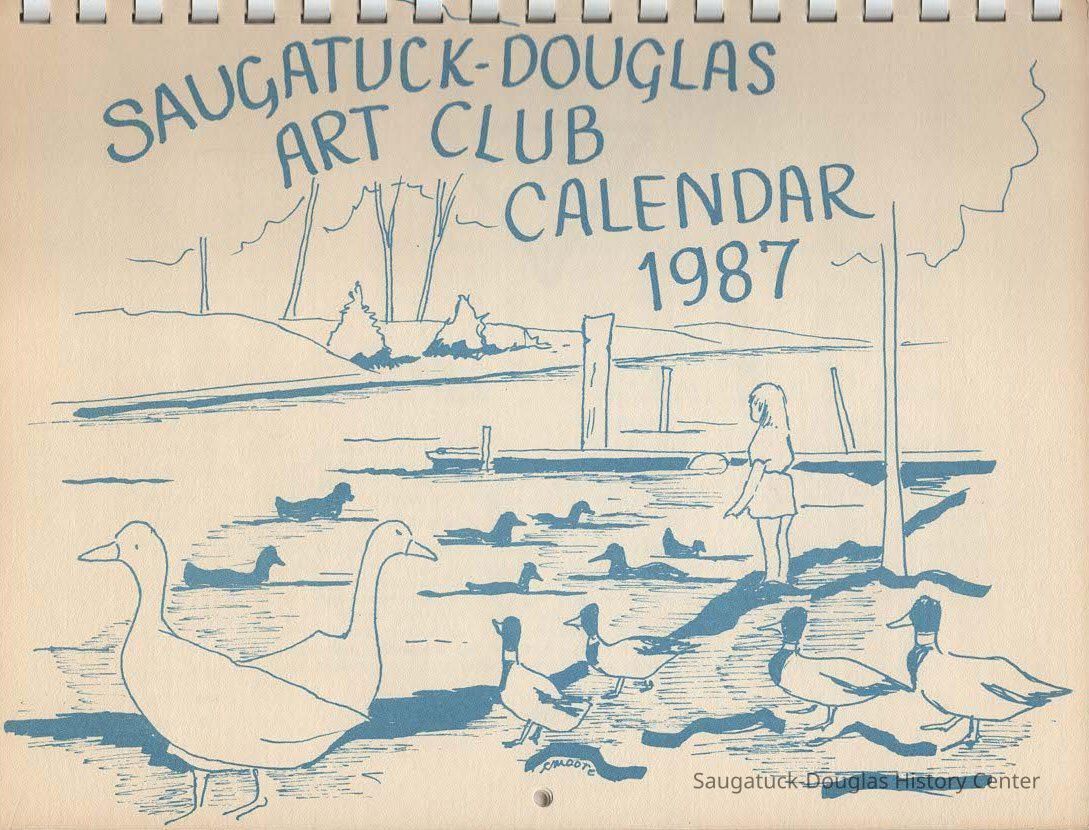 SAUGATUCK-DOUGLAS
ART CLUB
CALENDAR
1987
Saugatuck-Douglas History Center